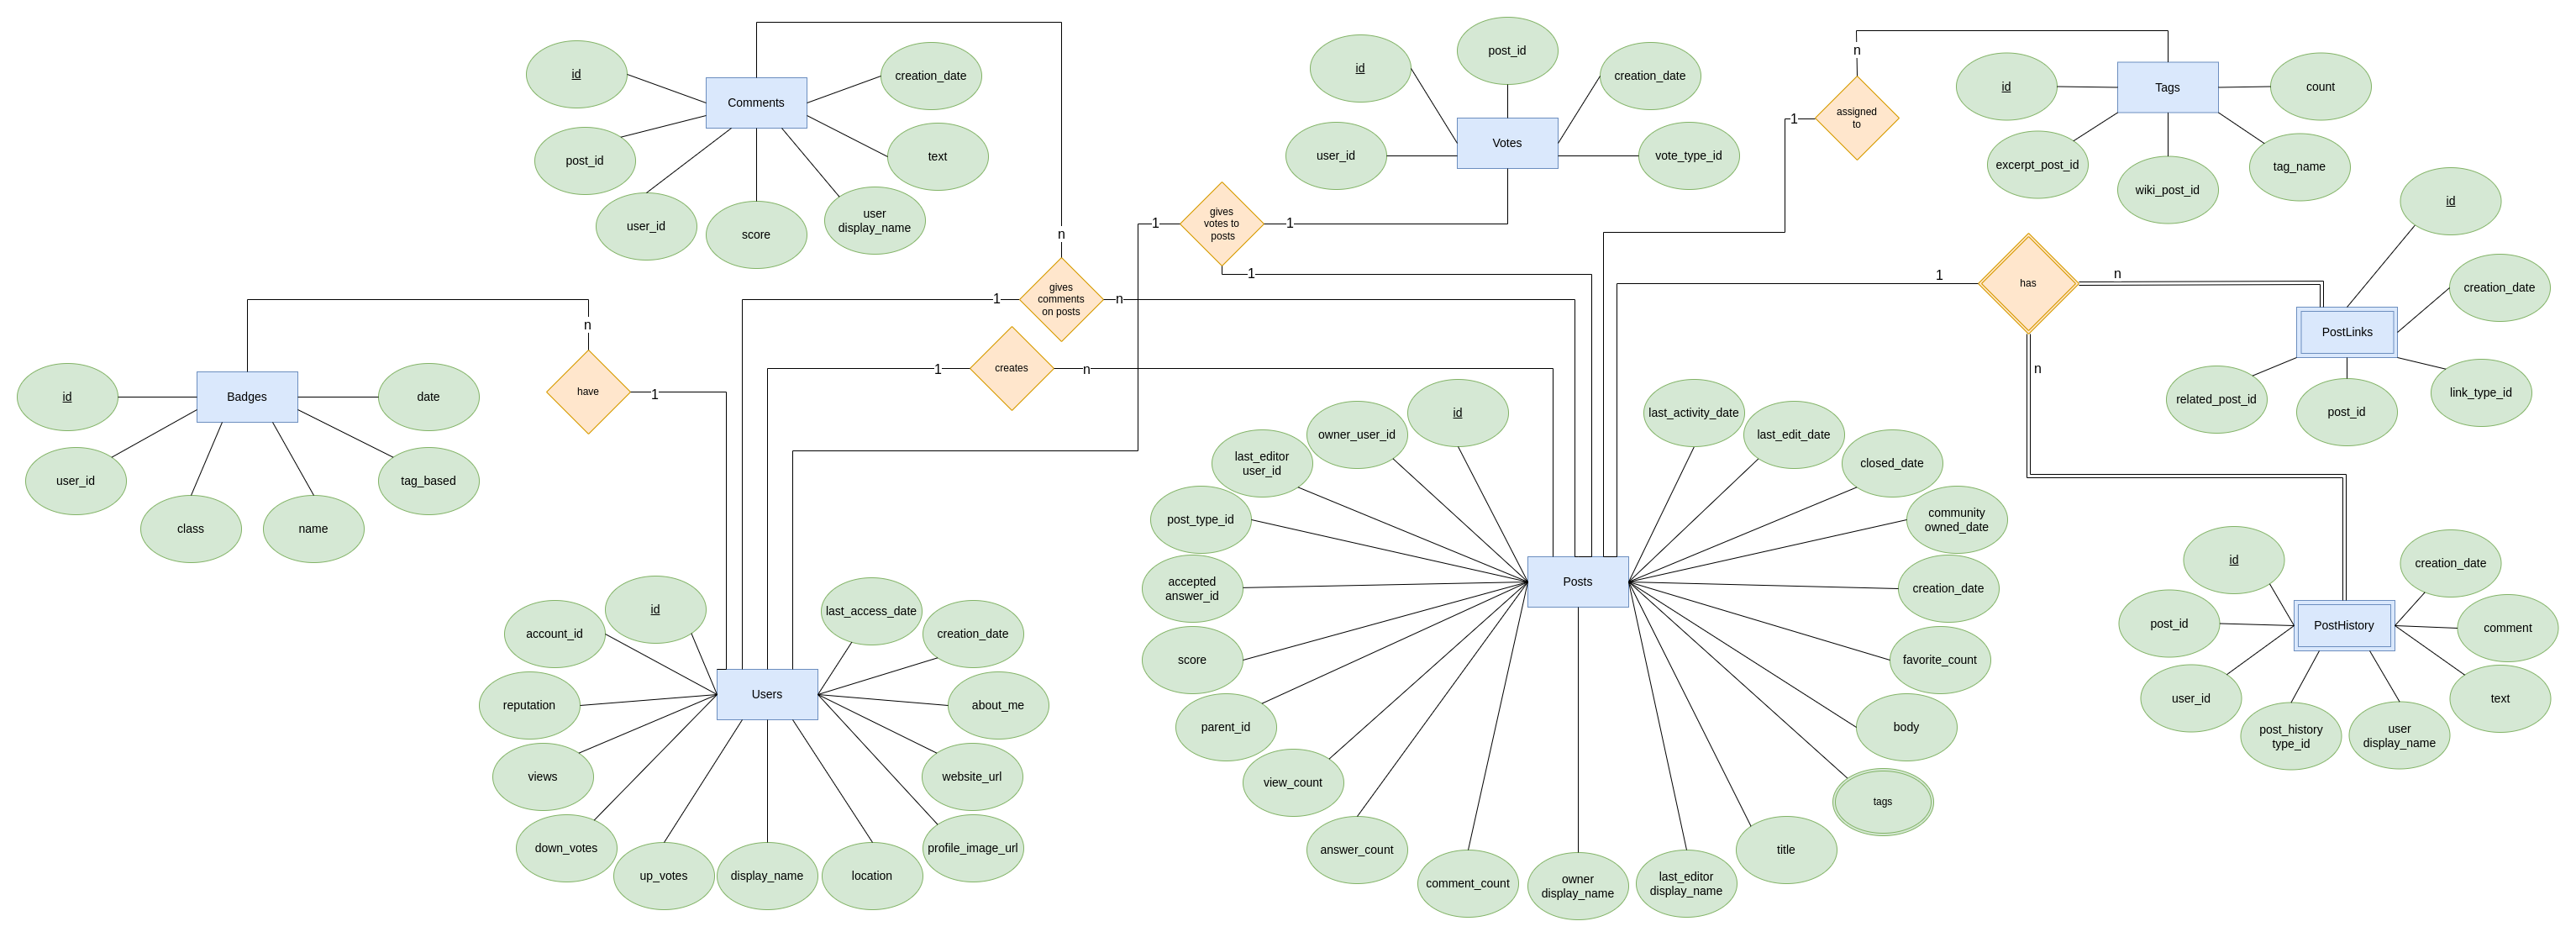 id
Comments
creation_date
post_id
text
user_id
score
user
display_name
n
id
post_id
creation_date
Votes
user_id
vote_type_id
n
assigned
to
1
id
Tags
count
excerpt_post_id
wiki_post_id
tag_name
1
gives
votes to
posts
1
1
1
gives
comments
on posts
n
1
creates
n
1
has
n
n
id
creation_date
PostLinks
related_post_id
post_id
link_type_id
n
have
1
id
Badges
date
user_id
class
name
tag_based
id
last_access_date
account_id
creation_date
reputation
Users
about_me
views
website_url
down_votes
up_votes
display_name
location
profile_image_url
id
owner_user_id
last_editor
user_id
post_type_id
accepted
answer_id
score
parent_id
view_count
answer_count
comment_count
owner
display_name
last_editor
display_name
title
tags
body
favorite_count
creation_date
community
owned_date
closed_date
last_edit_date
last_activity_date
Posts
id
creation_date
post_id
PostHistory
comment
user_id
post_history
type_id
user
display_name
text